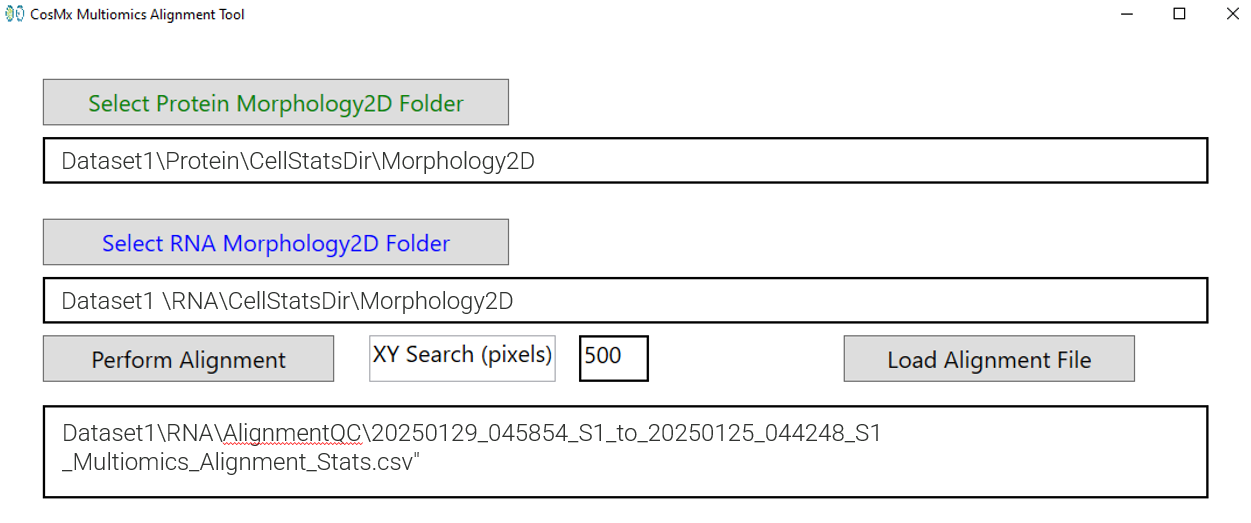 CosMx Multiomics Alignment Tool
Select Protein Morphology2D Folder
Dataset1\Protein\CellStatsDir\Morphology2D
Select RNA Morphology2D Folder
Dataset1 \RNA\CellStatsDir\Morphology2D
Perform Alignment XY Search (pixels) 500 Load Alignment File
Dataset1\RNA\AlignmentQC\20250129_045854_S1_to_20250125_044248_S1
_Multiomics_Alignment_Stats.csv"